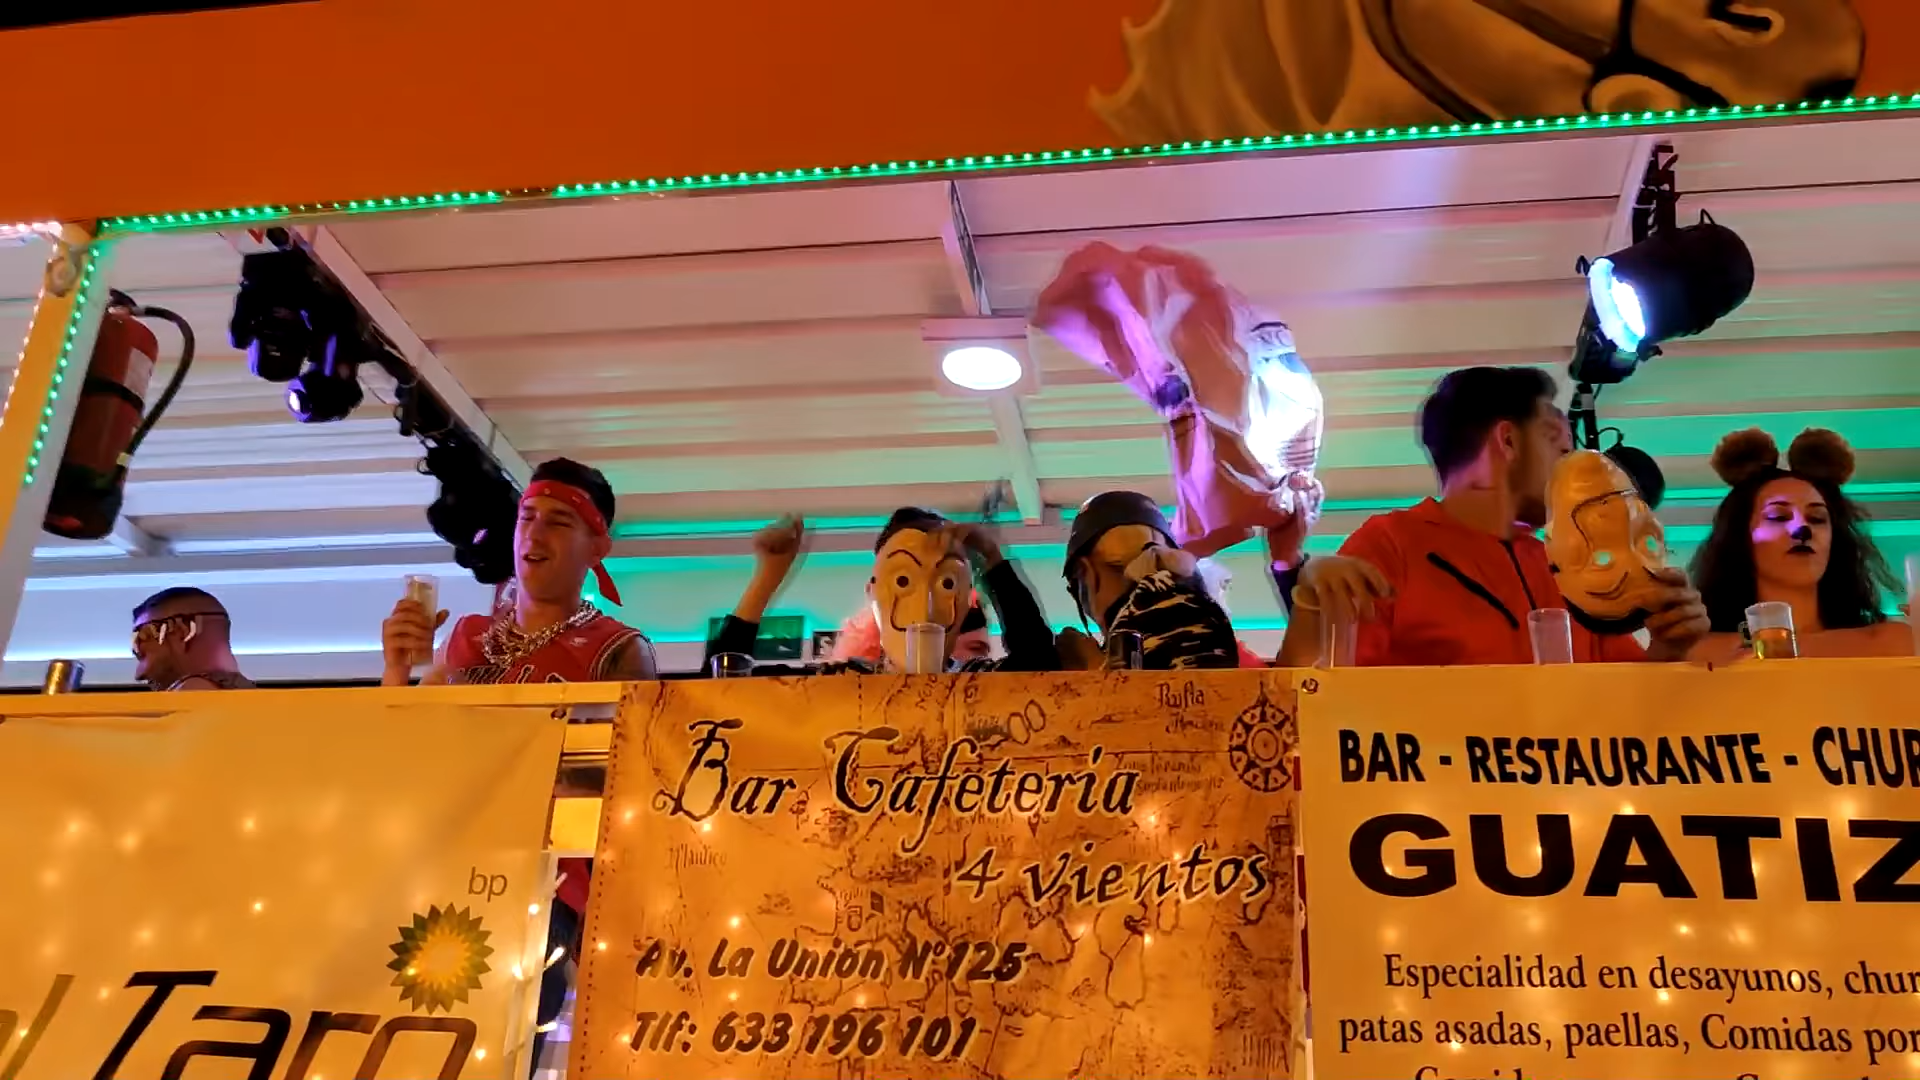 bp
Taro
Bar Cafeteria
4 vientos
Av. La Unión Nº125
Tlf: 633 196 101
BAR - RESTAURANTE - CHUR
GUATIZ
Especialidad en desayunos, chur
patas asadas, paellas, Comidas por